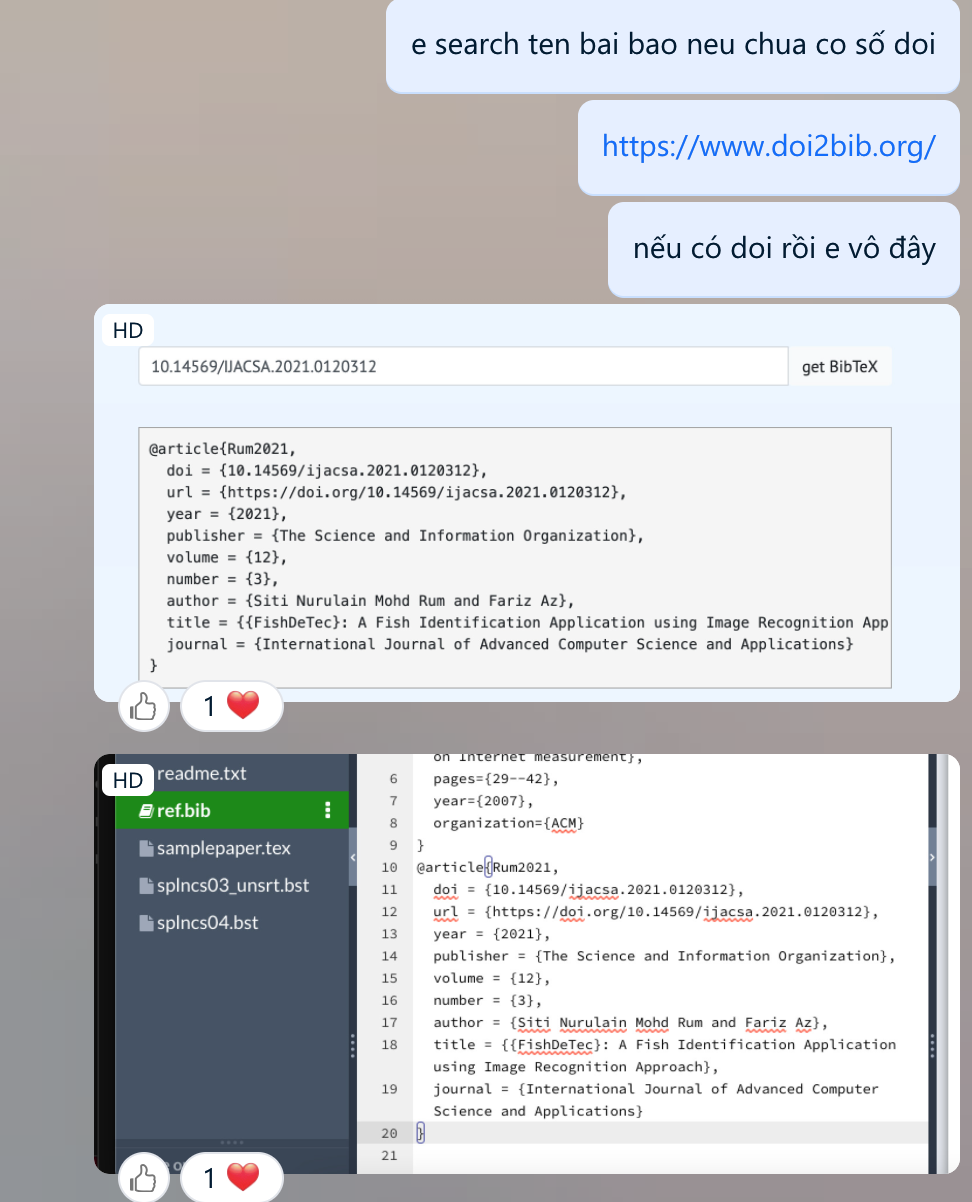 e search ten bai bao neu chua co số doi
https://www.doi2bib.org/
nếu có doi rồi e vô đây
HD
10.14569/IJACSA.2021.0120312
get BibTeX
@article{Rum2021,
doi = {10.14569/ijacsa.2021.0120312},
url = {https://doi.org/10.14569/ijacsa.2021.0120312},
year = {2021},
publisher = {The Science and Information Organization},
volume = {12},
number = {3},
author = {Siti Nurulain Mohd Rum and Fariz Az},
title = {{FishDeTec}: A Fish Identification Application using Image Recognition App
journal = {International Journal of Advanced Computer Science and Applications}
}
1
HD
readme.txt
ref.bib
samplepaper.tex
splncs03_unsrt.bst
splncs04.bst
on Internet measurement},
6 pages={29--42},
7 year={2007},
8 organization={ACM}
9 }
10 @article{Rum2021,
11 doi = {10.14569/ijacsa.2021.0120312},
12 url = {https://doi.org/10.14569/ijacsa.2021.0120312},
13 year = {2021},
14 publisher = {The Science and Information Organization},
15 volume = {12},
16 number = {3},
17 author = {Siti Nurulain Mohd Rum and Fariz Az},
18 title = {{FishDeTec}: A Fish Identification Application
using Image Recognition Approach},
19 journal = {International Journal of Advanced Computer
Science and Applications}
20 }
21
1